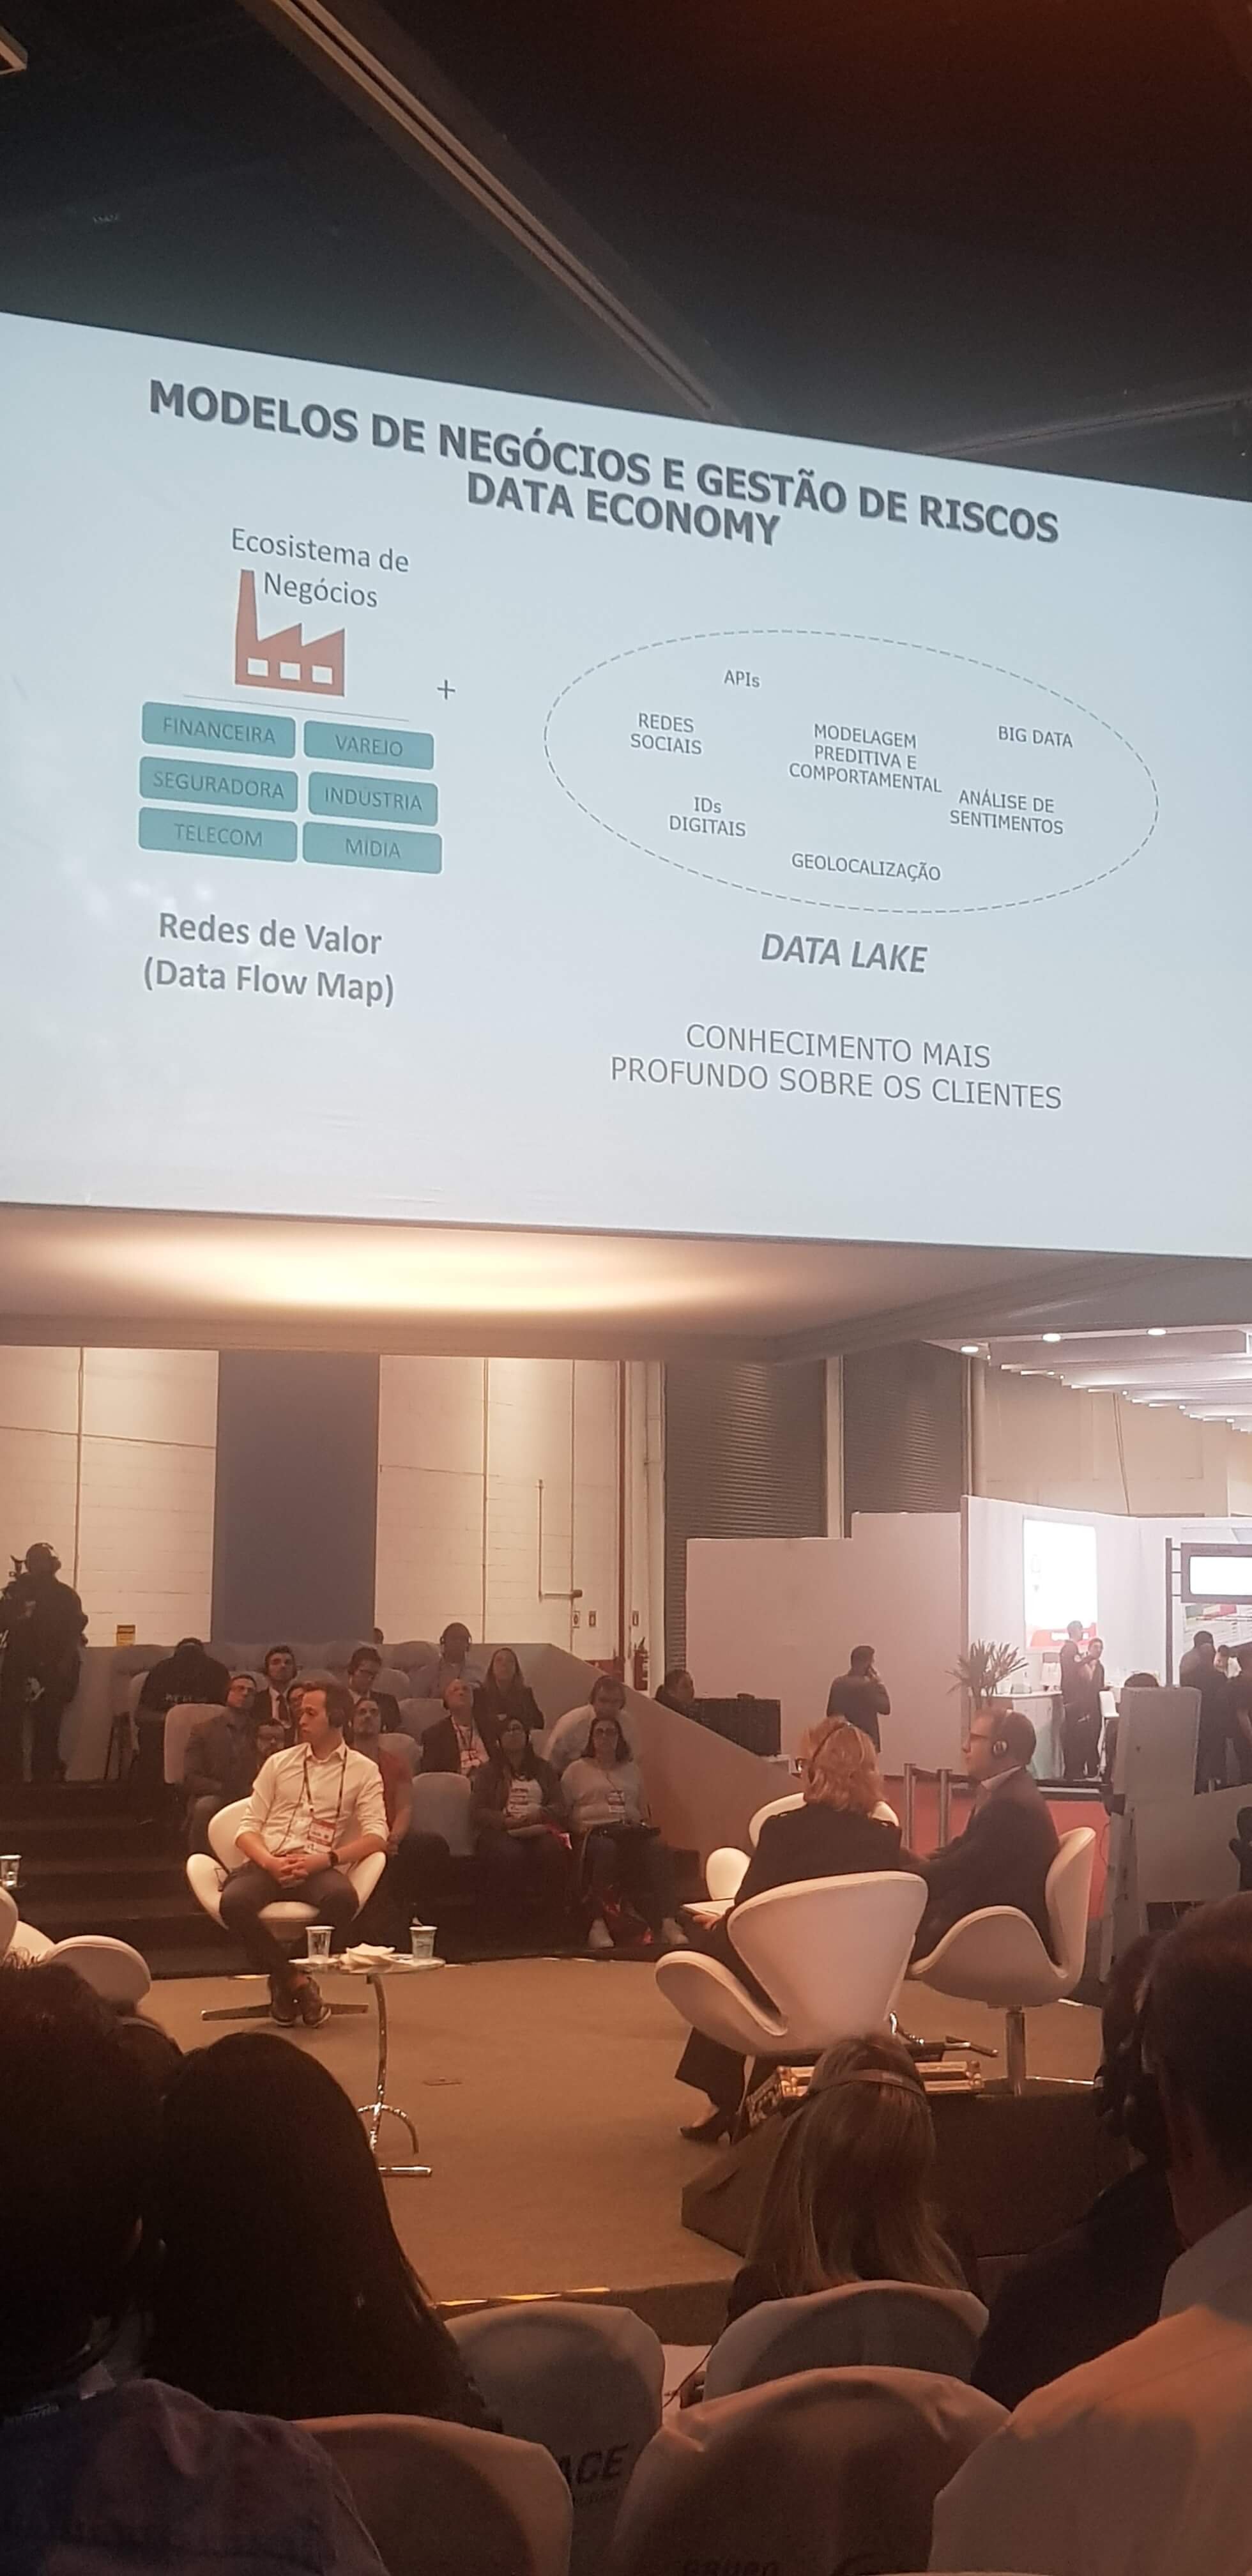 MODELOS DE NEGÓCIOS E GESTÃO DE RISCOS
DATA ECONOMY
Ecosistema de
Negócios
+
FINANCEIRA
VAREJO
SEGURADORA
INDUSTRIA
TELECOM
MÍDIA
Redes de Valor
(Data Flow Map)
APIs
REDES
SOCIAIS
MODELAGEM
PREDITIVA E
COMPORTAMENTAL
BIG DATA
IDs
DIGITAIS
ANÁLISE DE
SENTIMENTOS
GEOLOCALIZAÇÃO
DATA LAKE
CONHECIMENTO MAIS
PROFUNDO SOBRE OS CLIENTES